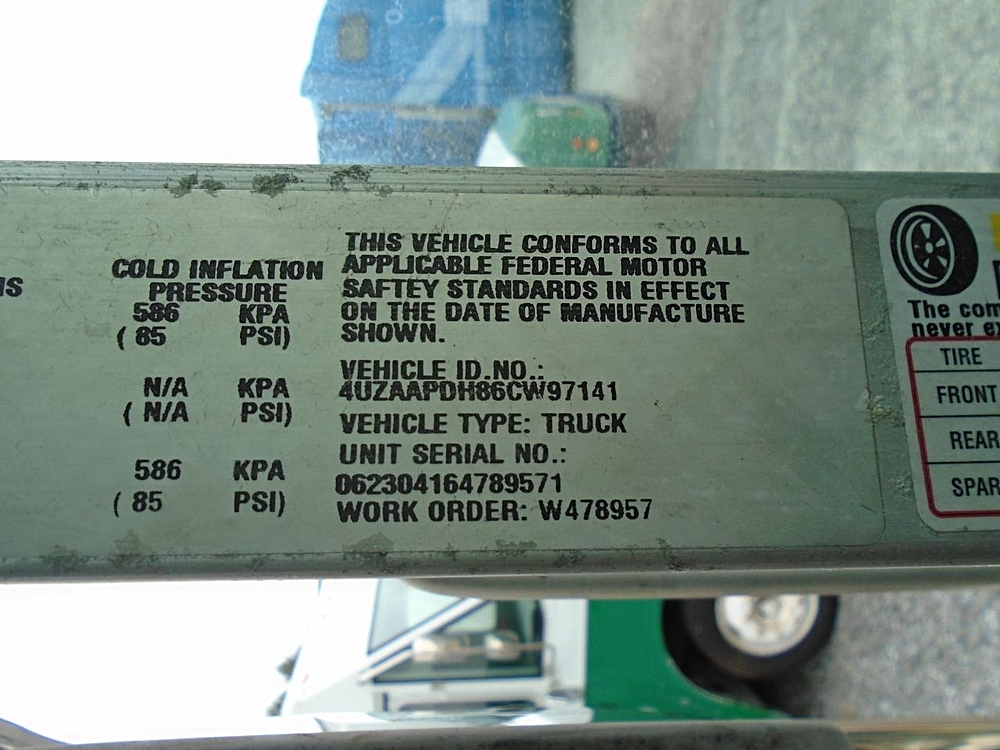 IS
COLD INFLATION
PRESSURE
586 KPA
( 85 PSI)
N/A KPA
( N/A PSI)
586 KPA
( 85 PSI)
THIS VEHICLE CONFORMS TO ALL
APPLICABLE FEDERAL MOTOR
SAFTEY STANDARDS IN EFFECT
ON THE DATE OF MANUFACTURE
SHOWN.
VEHICLE ID.NO.:
4UZAAPDH86CW97141
VEHICLE TYPE: TRUCK
UNIT SERIAL NO.:
062304164789571
WORK ORDER: W478957
The com
never ex
TIRE
FRONT
REAR
SPAR